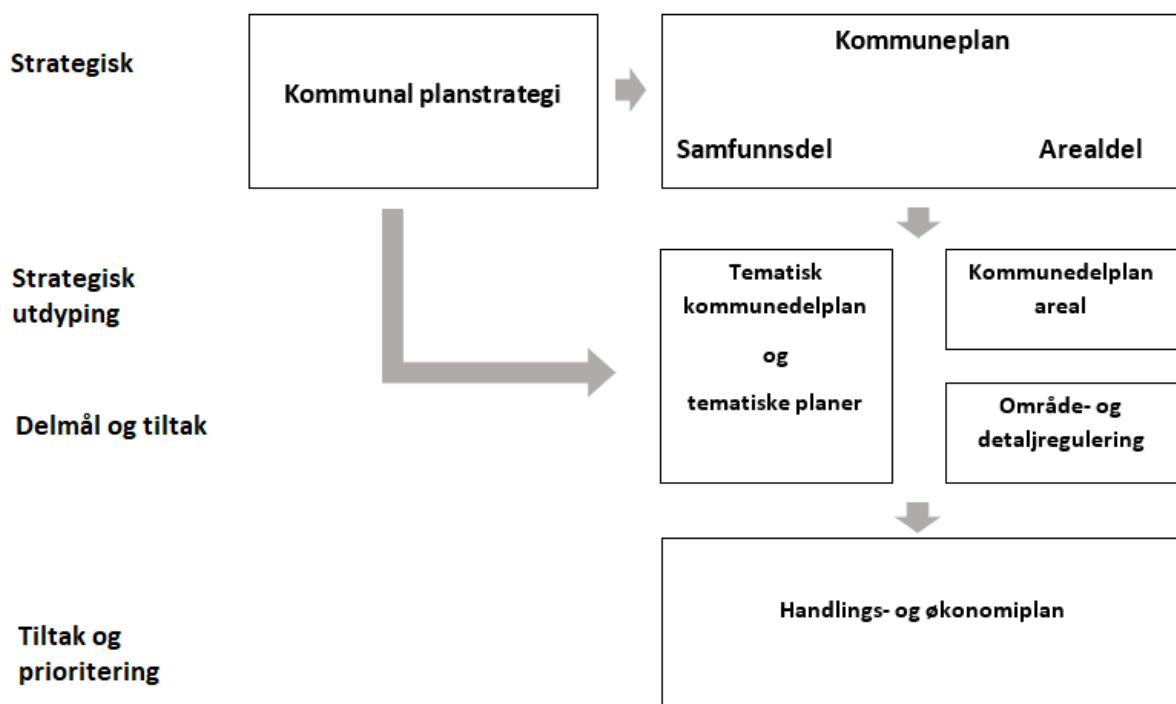 Strategisk
Kommunal planstrategi
Kommuneplan
Samfunnsdel
Arealdel
Strategisk
utdyping
Tematisk
kommunedelplan
og
tematiske planer
Kommunedelplan
areal
Delmål og tiltak
Område- og
detaljregulering
Tiltak og
prioritering
Handlings- og økonomiplan